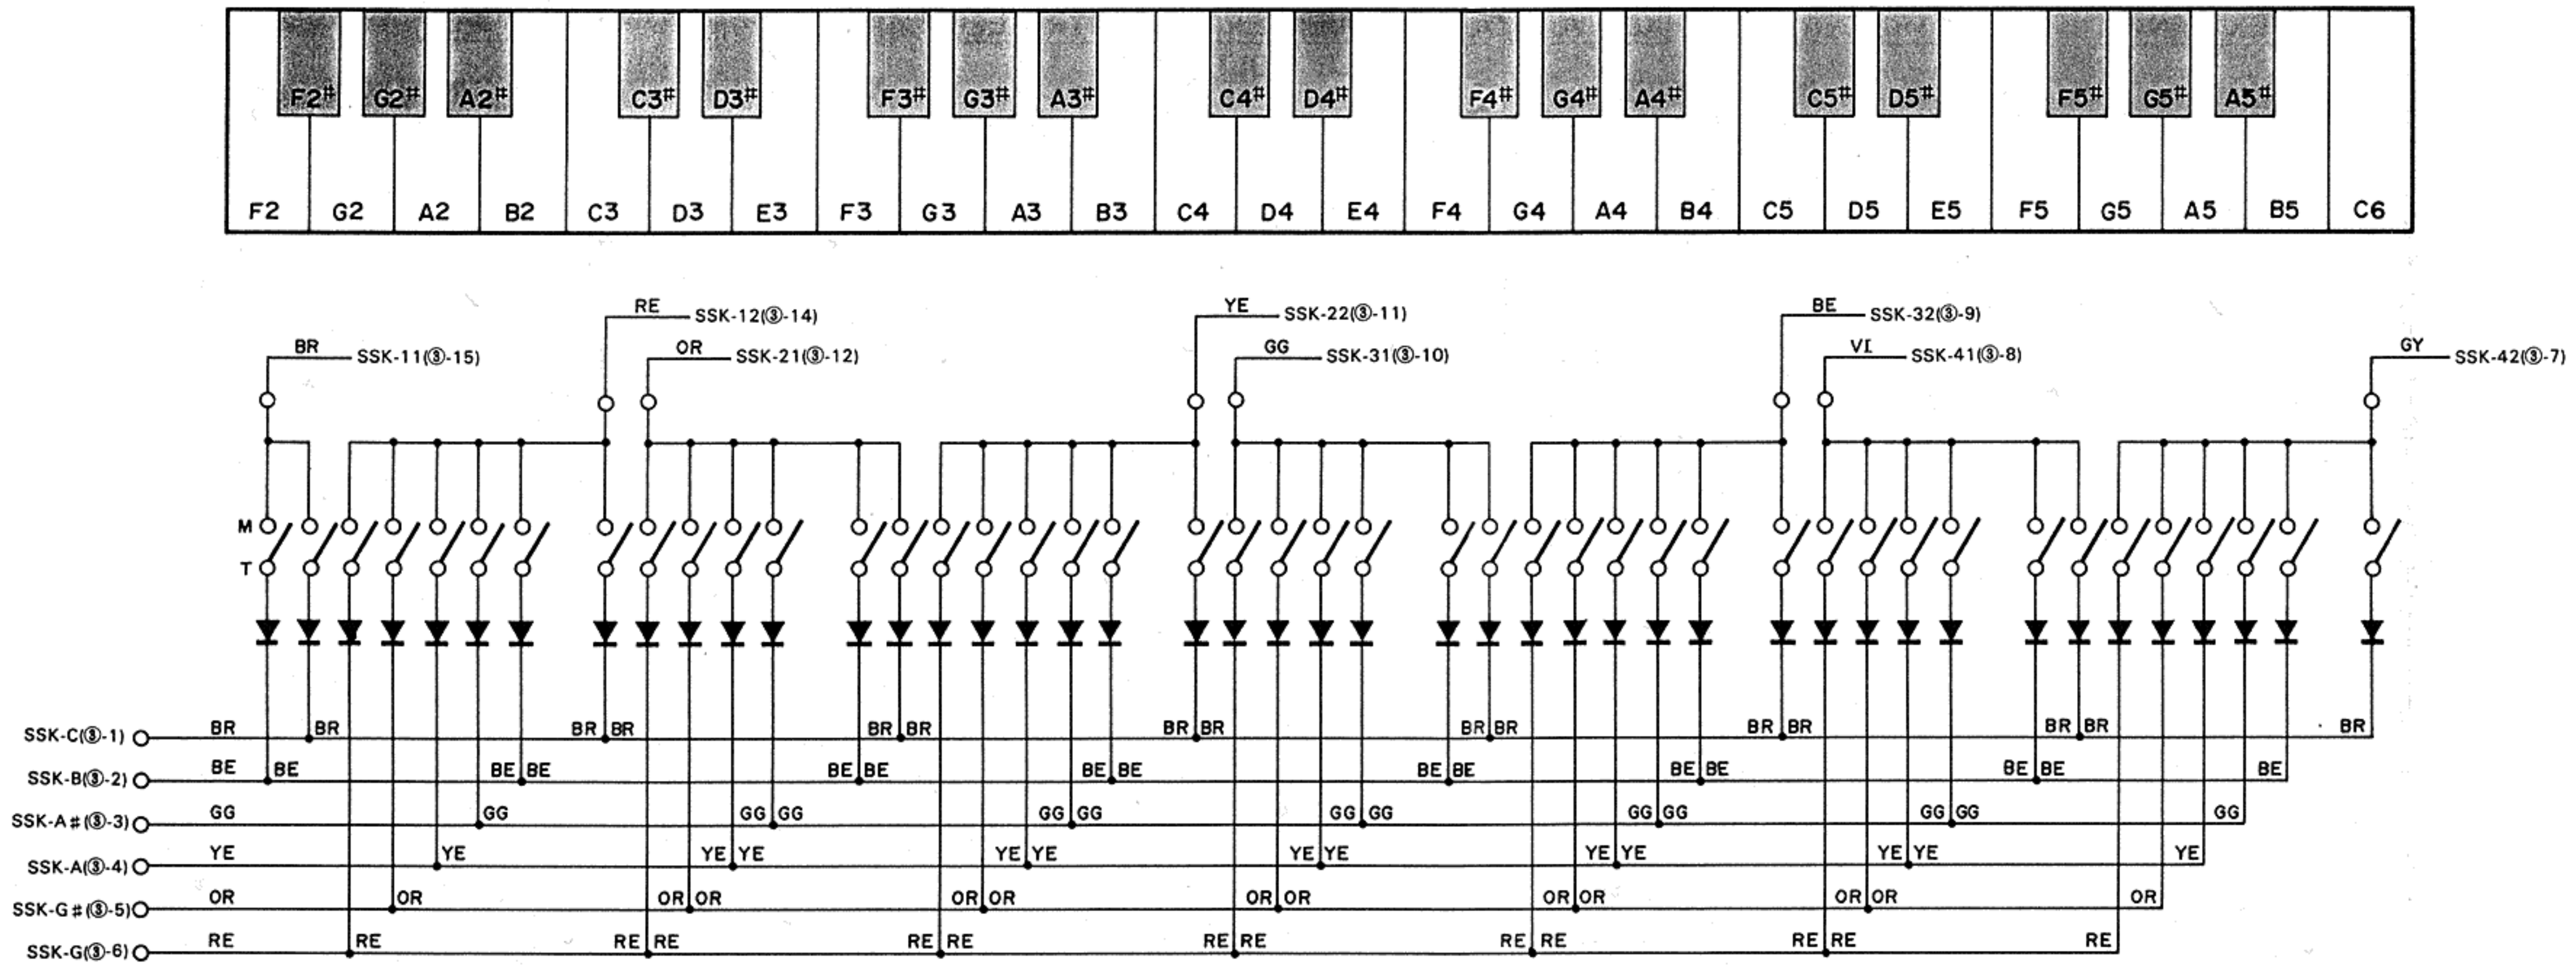 F2# G2# A2# C3# D3# F3# G3# A3# C4# D4# F4# G4# A4# C5# D5# F5# G5# A5#
F2 G2 A2 B2 C3 D3 E3 F3 G3 A3 B3 C4 D4 E4 F4 G4 A4 B4 C5 D5 E5 F5 G5 A5 B5 C6
RE SSK-12(③-14) YE SSK-22(③-11) BE SSK-32(③-9)
BR SSK-11(③-15) OR SSK-21(③-12) GG SSK-31(③-10) VI SSK-41(③-8) GY SSK-42(③-7)
M
T
SSK-C(③-1) BR BR BR BR BR BR BR BR BR BR BR BR BR BR BR
SSK-B(③-2) BE BE BE BE BE BE BE BE BE BE BE BE BE BE BE
SSK-A#(③-3) GG GG GG GG GG GG GG GG GG GG GG GG GG
SSK-A(③-4) YE YE YE YE YE YE YE YE YE YE YE YE YE
SSK-G#(③-5) OR OR OR OR OR OR OR OR OR OR OR OR OR
SSK-G(③-6) RE RE RE RE RE RE RE RE RE RE RE RE RE